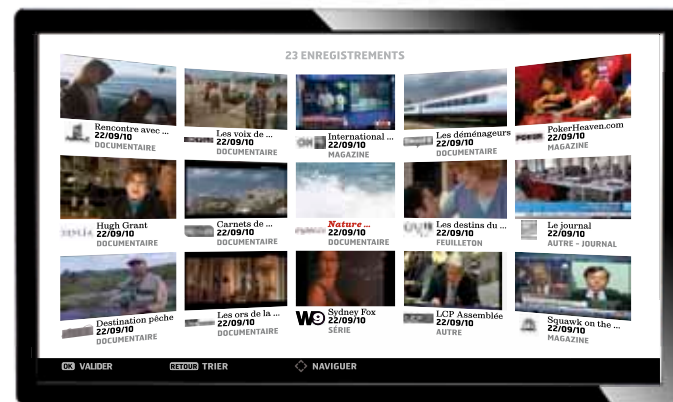 23 ENREGISTREMENTS
Rencontre avec ...
22/09/10
DOCUMENTAIRE
Les voix de ...
22/09/10
DOCUMENTAIRE
International ...
22/09/10
MAGAZINE
Les déménageurs
22/09/10
DOCUMENTAIRE
PokerHeaven.com
22/09/10
MAGAZINE
Hugh Grant
22/09/10
DOCUMENTAIRE
Carnets de ...
22/09/10
DOCUMENTAIRE
Nature ...
22/09/10
DOCUMENTAIRE
Les destins du ...
22/09/10
FEUILLETON
Le journal
22/09/10
AUTRE - JOURNAL
Destination pêche
22/09/10
DOCUMENTAIRE
Les ors de la ...
22/09/10
DOCUMENTAIRE
W9
Sydney Fox
22/09/10
SÉRIE
LCP Assemblée
22/09/10
AUTRE
Squawk on the ...
22/09/10
MAGAZINE
OK VALIDER
RETOUR TRIER
NAVIGUER